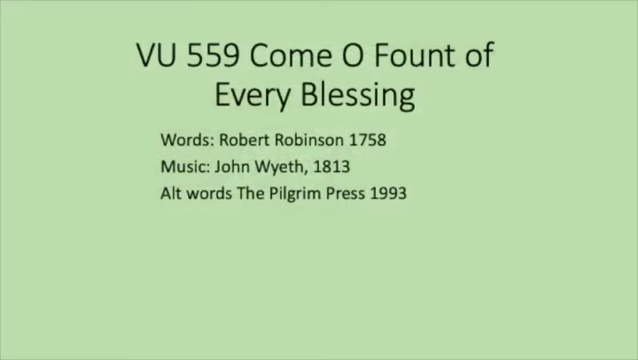 VU 559 Come O Fount of
Every Blessing
Words: Robert Robinson 1758
Music: John Wyeth, 1813
Alt words The Pilgrim Press 1993